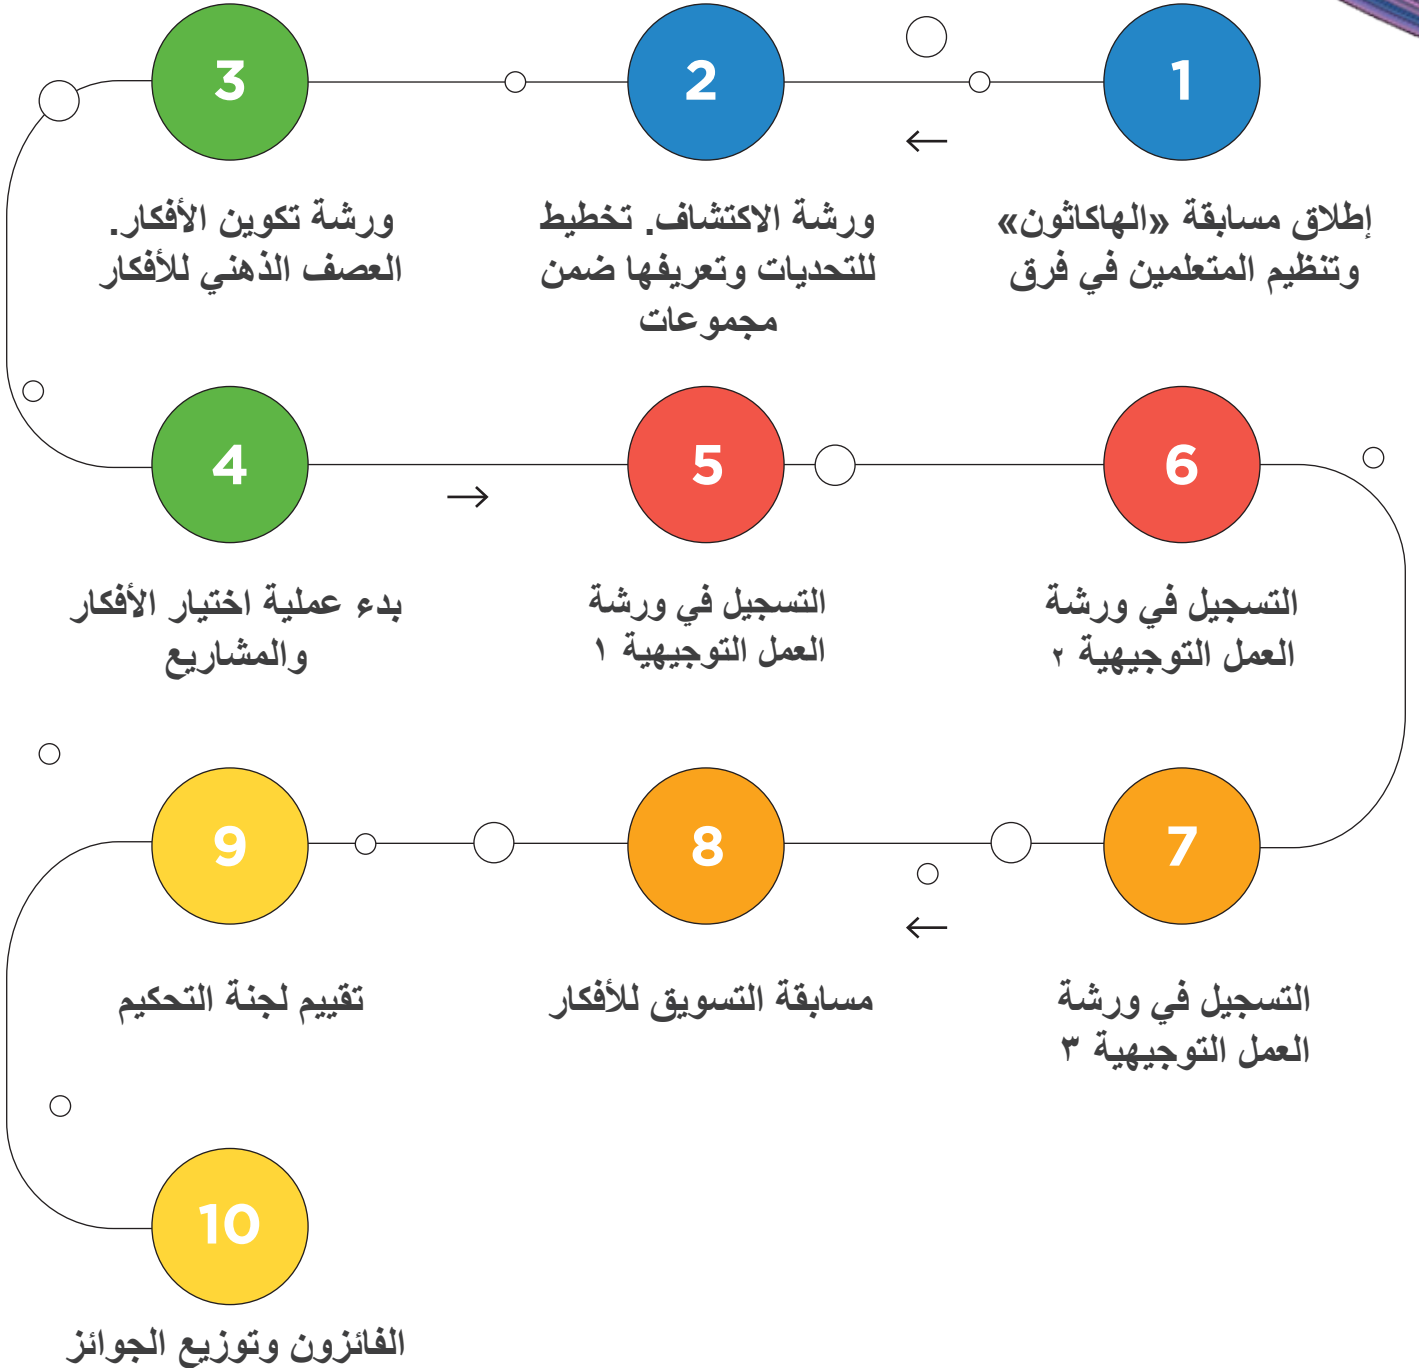 1
إطلاق مسابقة «الهاكاثون»
وتنظيم المتعلمين في فرق
2
ورشة الاكتشاف. تخطيط
للتحديات وتعريفها ضمن
مجموعات
3
ورشة تكوين الأفكار.
العصف الذهني للأفكار
4
بدء عملية اختيار الأفكار
والمشاريع
5
التسجيل في ورشة
العمل التوجيهية ١
6
التسجيل في ورشة
العمل التوجيهية ٢
7
التسجيل في ورشة
العمل التوجيهية ٣
8
مسابقة التسويق للأفكار
9
تقييم لجنة التحكيم
10
الفائزون وتوزيع الجوائز